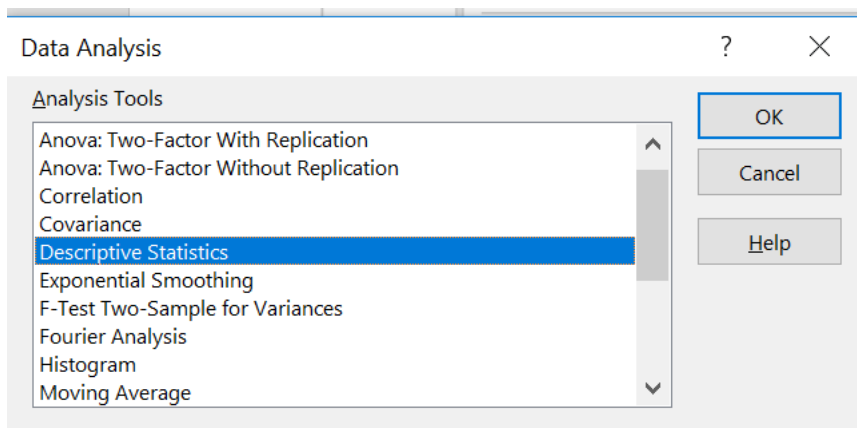 Data Analysis
?
Analysis Tools
Anova: Two-Factor With Replication
Anova: Two-Factor Without Replication
Correlation
Covariance
Descriptive Statistics
Exponential Smoothing
F-Test Two-Sample for Variances
Fourier Analysis
Histogram
Moving Average
OK
Cancel
Help